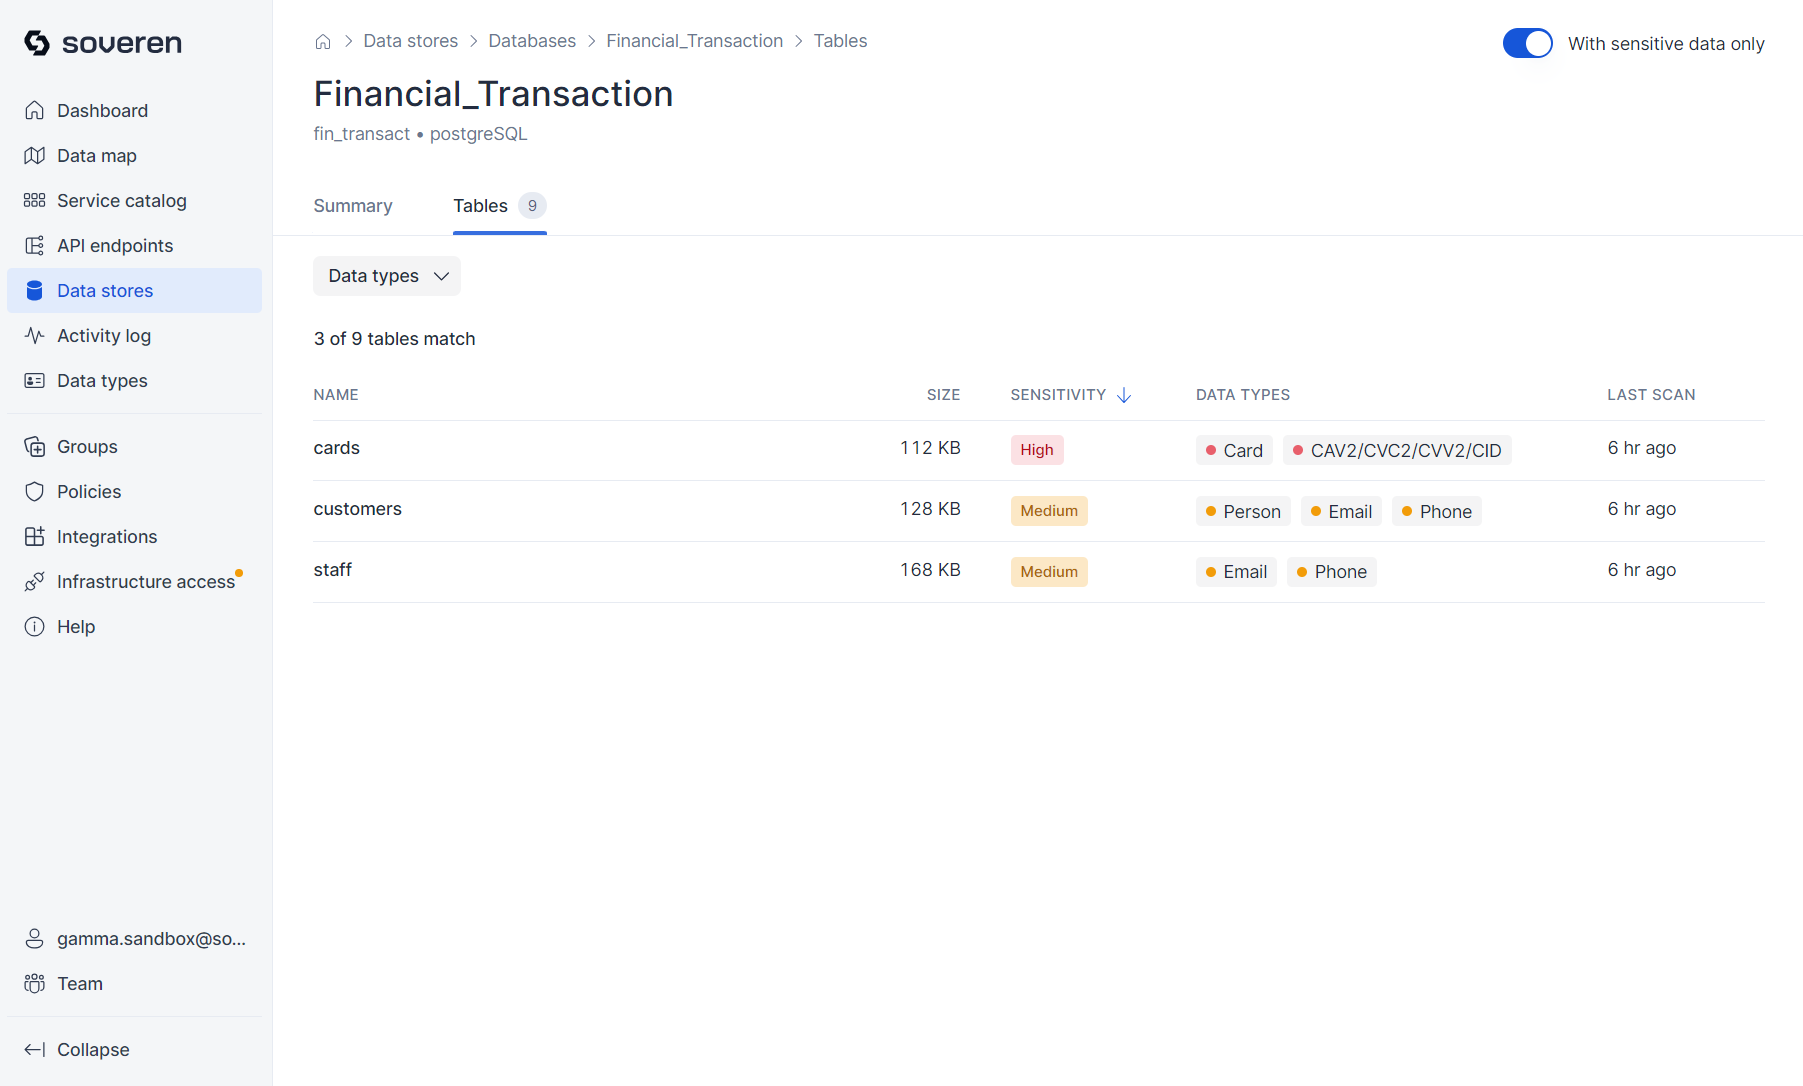 soveren
Dashboard
Data map
Service catalog
API endpoints
Data stores
Activity log
Data types
Groups
Policies
Integrations
Infrastructure access
Help
gamma.sandbox@so...
Team
Collapse
Data stores > Databases > Financial_Transaction > Tables
With sensitive data only
Financial_Transaction
fin_transact • postgreSQL
Summary Tables 9
Data types
3 of 9 tables match
NAME SIZE SENSITIVITY DATA TYPES LAST SCAN
cards 112 KB High Card CAV2/CVC2/CVV2/CID 6 hr ago
customers 128 KB Medium Person Email Phone 6 hr ago
staff 168 KB Medium Email Phone 6 hr ago